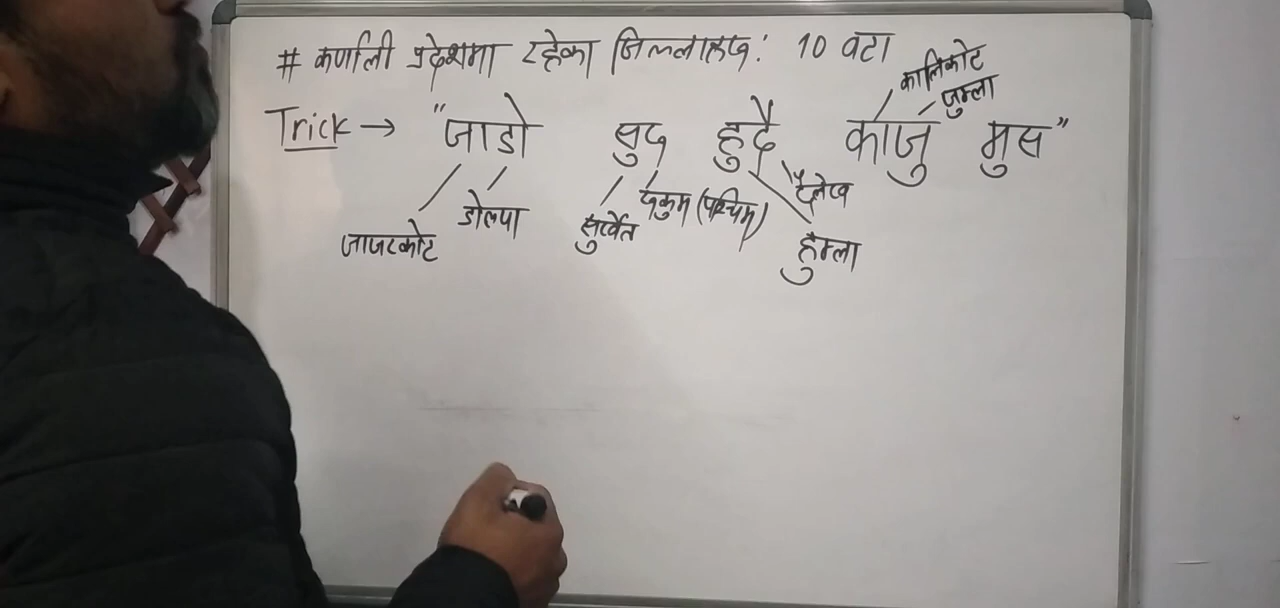 # कर्णाली प्रदेशमा रहेका जिल्लाहरू: 10 वटा
Trick → "जाडो सुद हुदै काजु मुस"
कालिकोट
जुम्ला
जाजरकोट
डोल्पा
सुर्खेत
रुकुम (पश्चिम)
दैलेख
हुम्ला